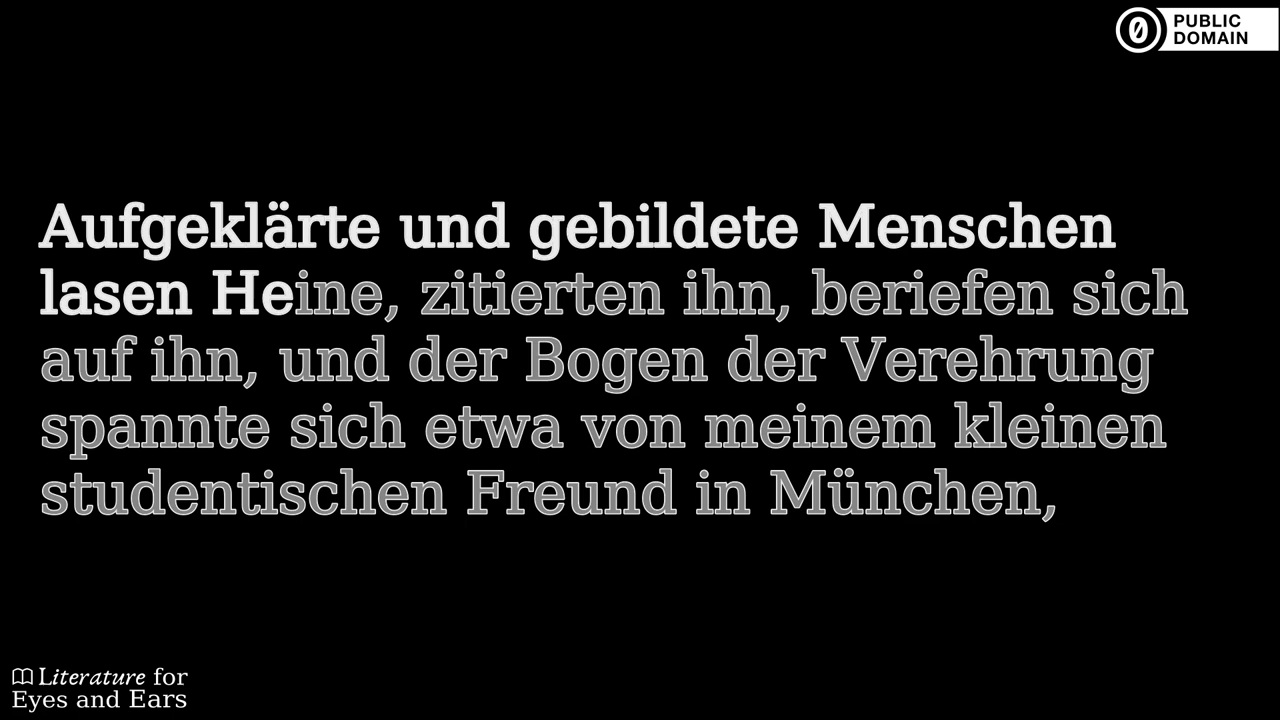 PUBLIC
DOMAIN
Aufgeklärte und gebildete Menschen
lasen Heine, zitierten ihn, beriefen sich
auf ihn, und der Bogen der Verehrung
spannte sich etwa von meinem kleinen
studentischen Freund in München,
Literature for
Eyes and Ears